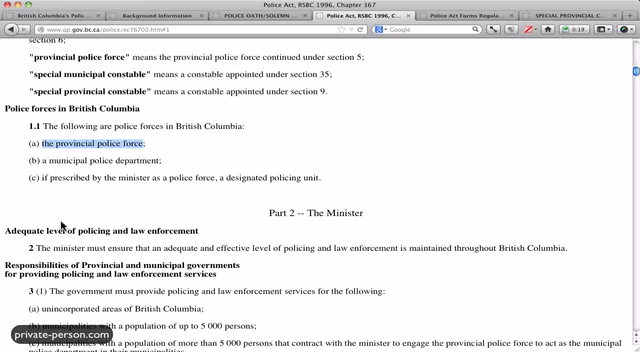 Police Act, RSBC 1996, Chapter 367
British Columbia's Polic...
Background Information
POLICE OATH/SOLEMN ...
Police Act, RSBC 1996, C...
Police Act Forms Regula...
SPECIAL PROVINCIAL C...
www.qp.gov.bc.ca/police/ec36700.htm#1
Google
0:19
section 6;
"provincial police force" means the provincial police force continued under section 5;
"special municipal constable" means a constable appointed under section 35;
"special provincial constable" means a constable appointed under section 9.
Police forces in British Columbia
1.1 The following are police forces in British Columbia:
(a) the provincial police force;
(b) a municipal police department;
(c) if prescribed by the minister as a police force, a designated policing unit.
Part 2 -- The Minister
Adequate level of policing and law enforcement
2 The minister must ensure that an adequate and effective level of policing and law enforcement is maintained throughout British Columbia.
Responsibilities of Provincial and municipal governments
for providing policing and law enforcement services
3 (1) The government must provide policing and law enforcement services for the following:
(a) unincorporated areas of British Columbia;
(b) municipalities with a population of up to 5 000 persons;
private-person.com
(c) municipalities with a population of more than 5 000 persons that contract with the minister to engage the provincial police force to act as the municipal
police department in their municipalities